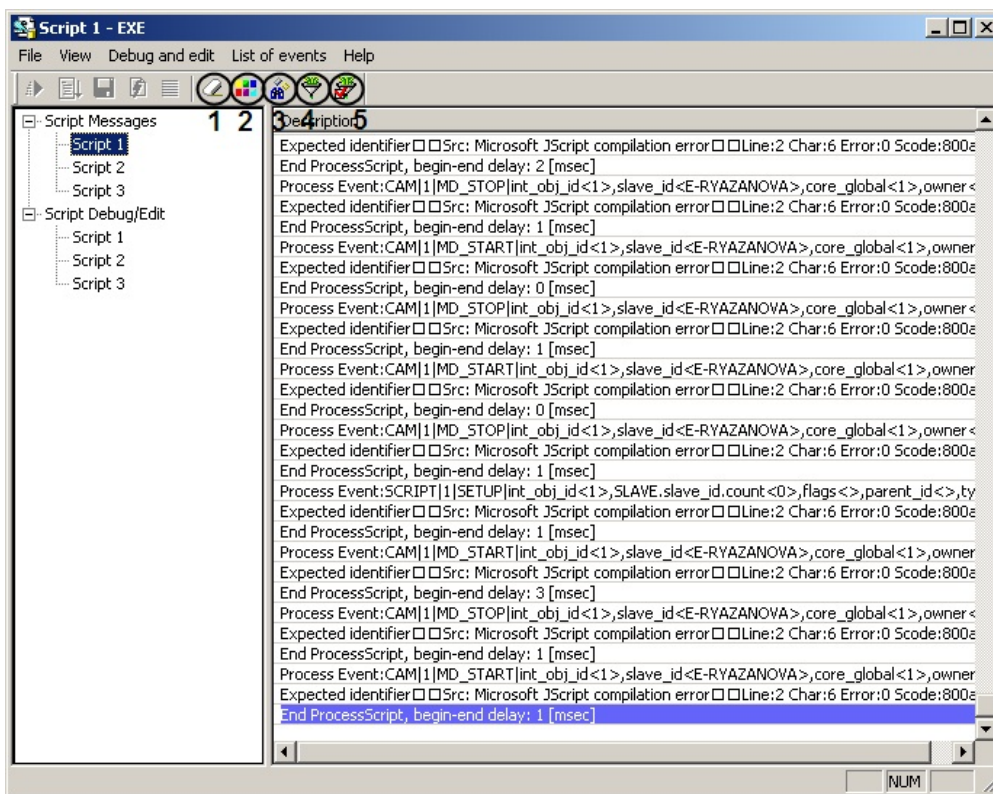 Script 1 - EXE
File View Debug and edit List of events Help
1 2 3 4 5
Script Messages
Script 1
Script 2
Script 3
Script Debug/Edit
Script 1
Script 2
Script 3
Description
Expected identifier□□Src: Microsoft JScript compilation error□□Line:2 Char:6 Error:0 Scode:800a
End ProcessScript, begin-end delay: 2 [msec]
Process Event:CAM|1|MD_STOP|int_obj_id<1>,slave_id<E-RYAZANOVA>,core_global<1>,owner<
Expected identifier□□Src: Microsoft JScript compilation error□□Line:2 Char:6 Error:0 Scode:800a
End ProcessScript, begin-end delay: 1 [msec]
Process Event:CAM|1|MD_START|int_obj_id<1>,slave_id<E-RYAZANOVA>,core_global<1>,owner
Expected identifier□□Src: Microsoft JScript compilation error□□Line:2 Char:6 Error:0 Scode:800a
End ProcessScript, begin-end delay: 0 [msec]
Process Event:CAM|1|MD_STOP|int_obj_id<1>,slave_id<E-RYAZANOVA>,core_global<1>,owner<
Expected identifier□□Src: Microsoft JScript compilation error□□Line:2 Char:6 Error:0 Scode:800a
End ProcessScript, begin-end delay: 1 [msec]
Process Event:CAM|1|MD_START|int_obj_id<1>,slave_id<E-RYAZANOVA>,core_global<1>,owner
Expected identifier□□Src: Microsoft JScript compilation error□□Line:2 Char:6 Error:0 Scode:800a
End ProcessScript, begin-end delay: 0 [msec]
Process Event:CAM|1|MD_STOP|int_obj_id<1>,slave_id<E-RYAZANOVA>,core_global<1>,owner<
Expected identifier□□Src: Microsoft JScript compilation error□□Line:2 Char:6 Error:0 Scode:800a
End ProcessScript, begin-end delay: 1 [msec]
Process Event:SCRIPT|1|SETUP|int_obj_id<1>,SLAVE.slave_id.count<0>,flags<>,parent_id<>,ty
Expected identifier□□Src: Microsoft JScript compilation error□□Line:2 Char:6 Error:0 Scode:800a
End ProcessScript, begin-end delay: 1 [msec]
Process Event:CAM|1|MD_START|int_obj_id<1>,slave_id<E-RYAZANOVA>,core_global<1>,owner
Expected identifier□□Src: Microsoft JScript compilation error□□Line:2 Char:6 Error:0 Scode:800a
End ProcessScript, begin-end delay: 3 [msec]
Process Event:CAM|1|MD_STOP|int_obj_id<1>,slave_id<E-RYAZANOVA>,core_global<1>,owner<
Expected identifier□□Src: Microsoft JScript compilation error□□Line:2 Char:6 Error:0 Scode:800a
End ProcessScript, begin-end delay: 1 [msec]
Process Event:CAM|1|MD_START|int_obj_id<1>,slave_id<E-RYAZANOVA>,core_global<1>,owner
Expected identifier□□Src: Microsoft JScript compilation error□□Line:2 Char:6 Error:0 Scode:800a
End ProcessScript, begin-end delay: 1 [msec]
NUM